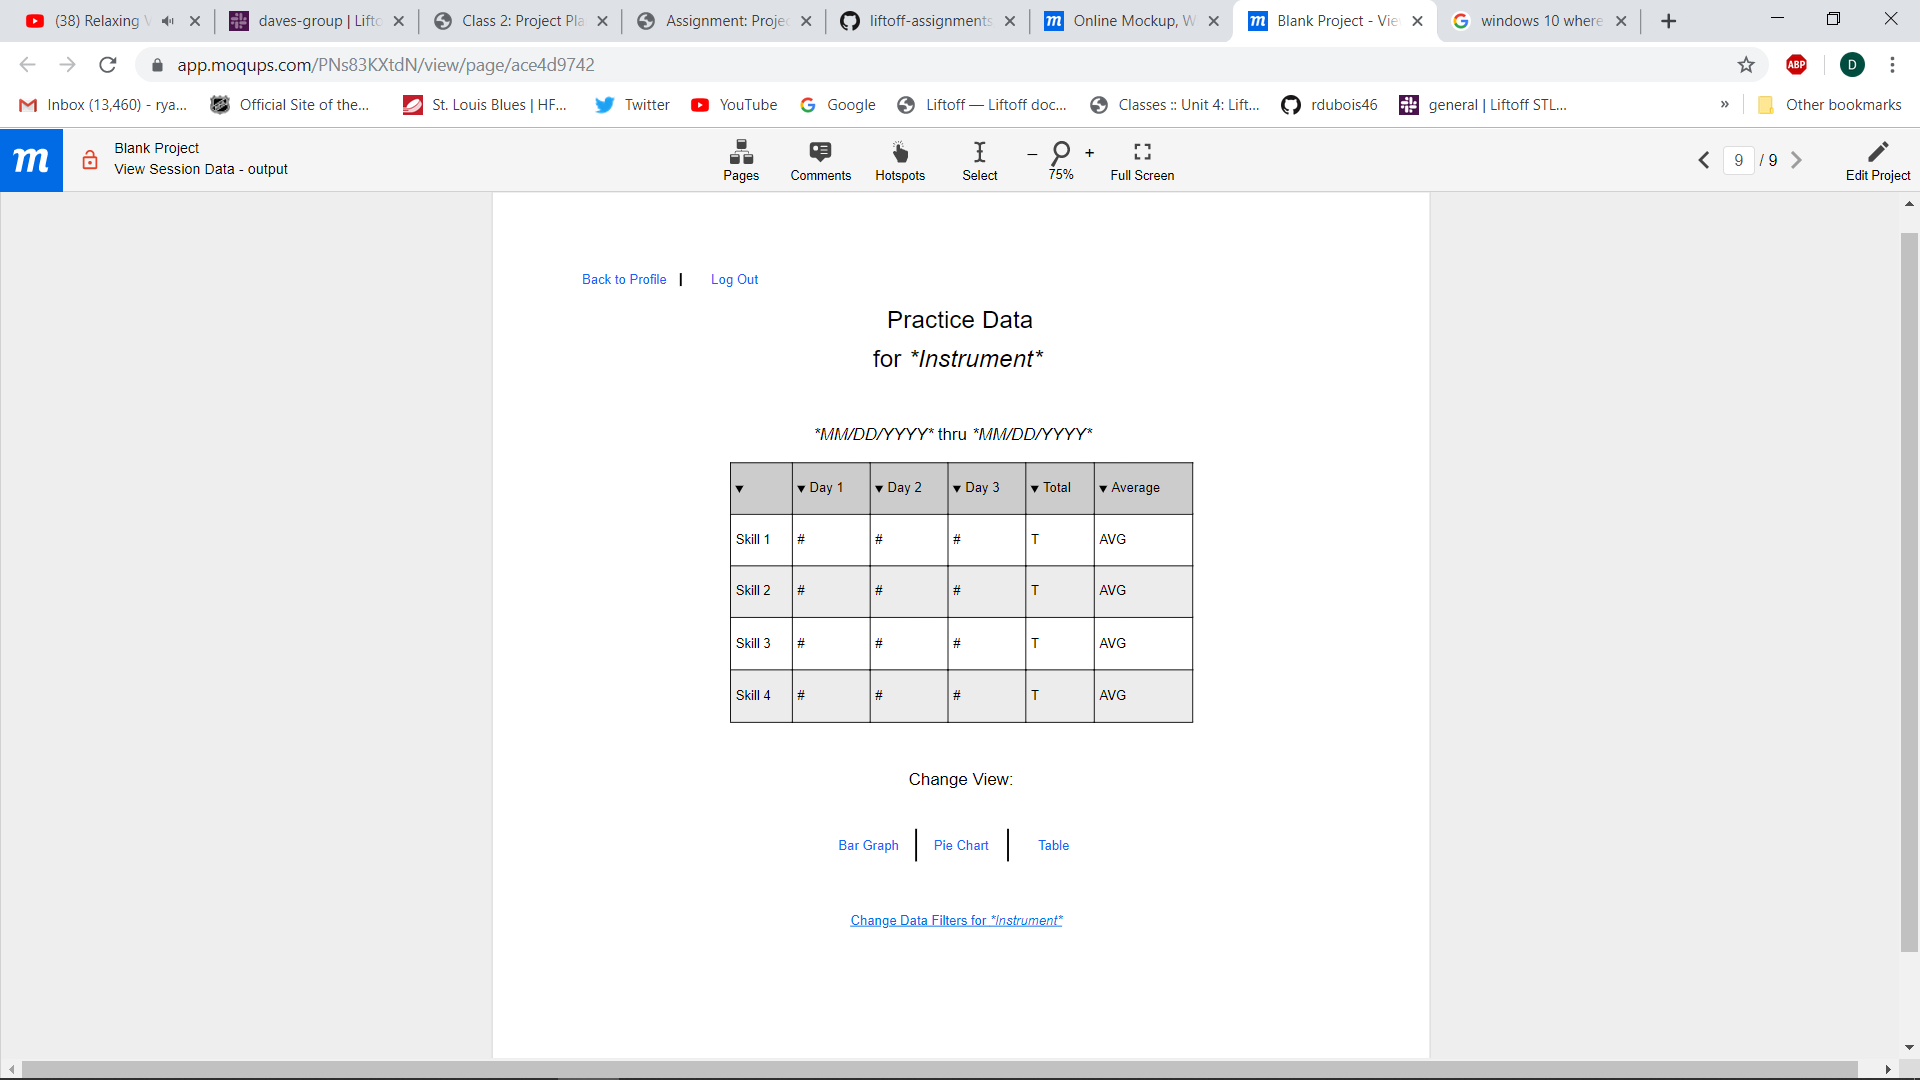 (38) Relaxing
daves-group | Lifto
Class 2: Project Pla
Assignment: Projec
liftoff-assignments
Online Mockup, W
Blank Project - Vie
windows 10 where
app.moqups.com/PNs83KXtdN/view/page/ace4d9742
ABP
D
Inbox (13,460) - rya...
Official Site of the...
St. Louis Blues | HF...
Twitter
YouTube
Google
Liftoff — Liftoff doc...
Classes :: Unit 4: Lift...
rdubois46
general | Liftoff STL...
»
Other bookmarks
m
Blank Project
View Session Data - output
Pages
Comments
Hotspots
Select
– 75% +
Full Screen
9 / 9
Edit Project
Back to Profile | Log Out
Practice Data
for *Instrument*
*MM/DD/YYYY* thru *MM/DD/YYYY*
▼ ▼ Day 1 ▼ Day 2 ▼ Day 3 ▼ Total ▼ Average
Skill 1 # # # T AVG
Skill 2 # # # T AVG
Skill 3 # # # T AVG
Skill 4 # # # T AVG
Change View:
Bar Graph | Pie Chart | Table
Change Data Filters for *Instrument*